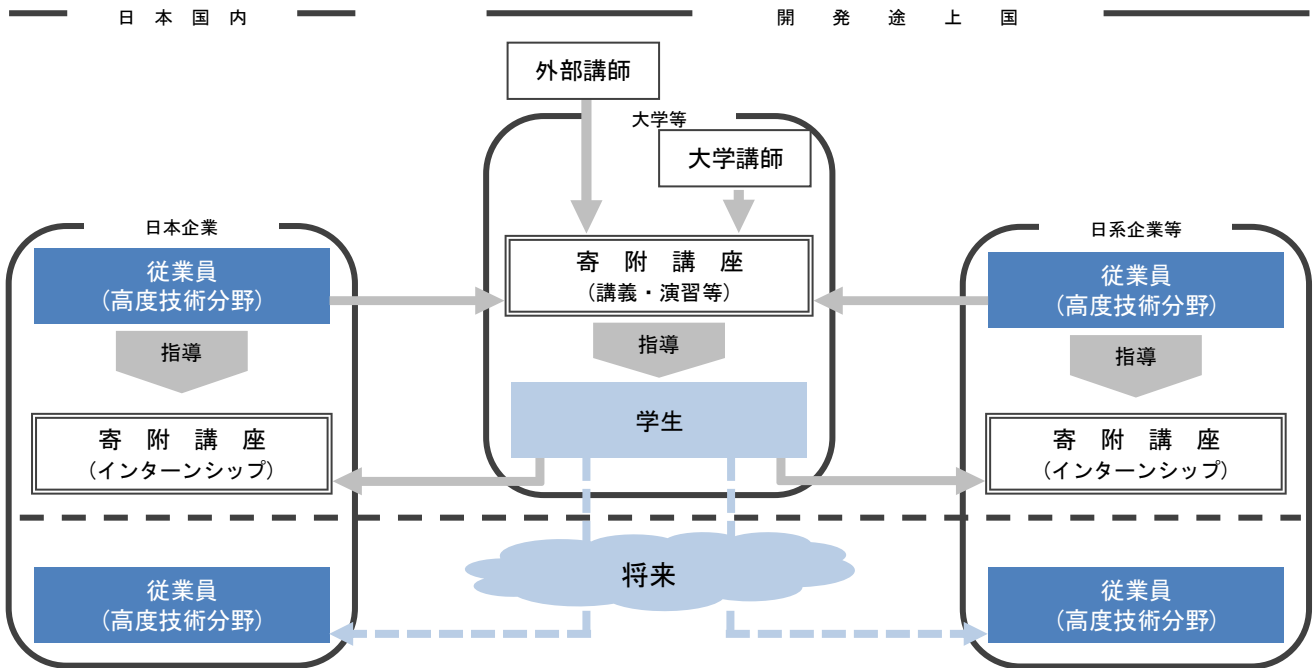 日本国内
開発途上国
外部講師
大学等
大学講師
日本企業
従業員
(高度技術分野)
指導
寄附講座
(インターンシップ)
従業員
(高度技術分野)
寄附講座
(講義・演習等)
指導
学生
将来
日系企業等
従業員
(高度技術分野)
指導
寄附講座
(インターンシップ)
従業員
(高度技術分野)